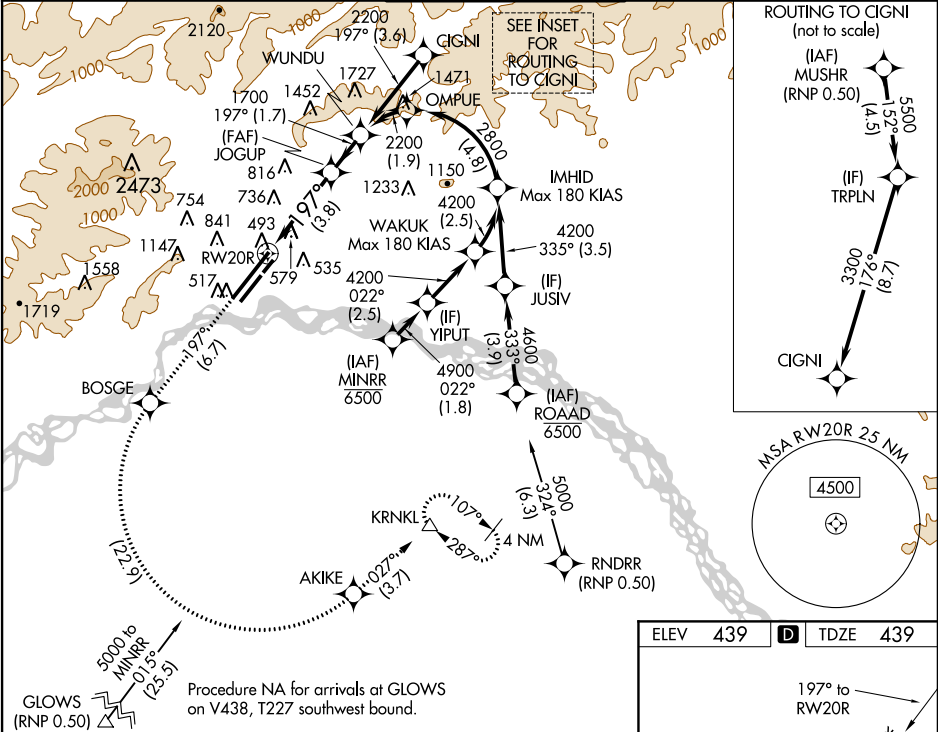 2120
1000
2200
197° (3.6)
CIGNI
SEE INSET
FOR
ROUTING
TO CIGNI
1000
WUNDU
1727
1471
OMPUE
1000
1452
1700
197° (1.7)
(FAF)
JOGUP
2200
(1.9)
2800
(4.8)
816
1233
1150
IMHID
Max 180 KIAS
2000
2473
1000
736
197°
(3.8)
4200
(2.5)
754
841
493
WAKUK
Max 180 KIAS
4200
335° (3.5)
1147
RW20R
579
535
1558
517
4200
022°
(2.5)
(IF)
JUSIV
1719
(IF)
YIPUT
197°
(6.7)
(IAF)
MINRR
6500
4900
022°
(1.8)
4600
333°
(3.9)
(IAF)
ROAAD
6500
BOSGE
5000
324°
(6.3)
KRNKL
107°
287°
4 NM
RNDRR
(RNP 0.50)
(22.9)
AKIKE
027°
(3.7)
5000 to
MINRR
015°
(25.5)
GLOWS
(RNP 0.50)
Procedure NA for arrivals at GLOWS
on V438, T227 southwest bound.
ROUTING TO CIGNI
(not to scale)
(IAF)
MUSHR
(RNP 0.50)
5500
152°
(4.5)
(IF)
TRPLN
3300
176°
(8.7)
CIGNI
MSA RW20R 25 NM
4500
ELEV 439 D TDZE 439
197° to
RW20R